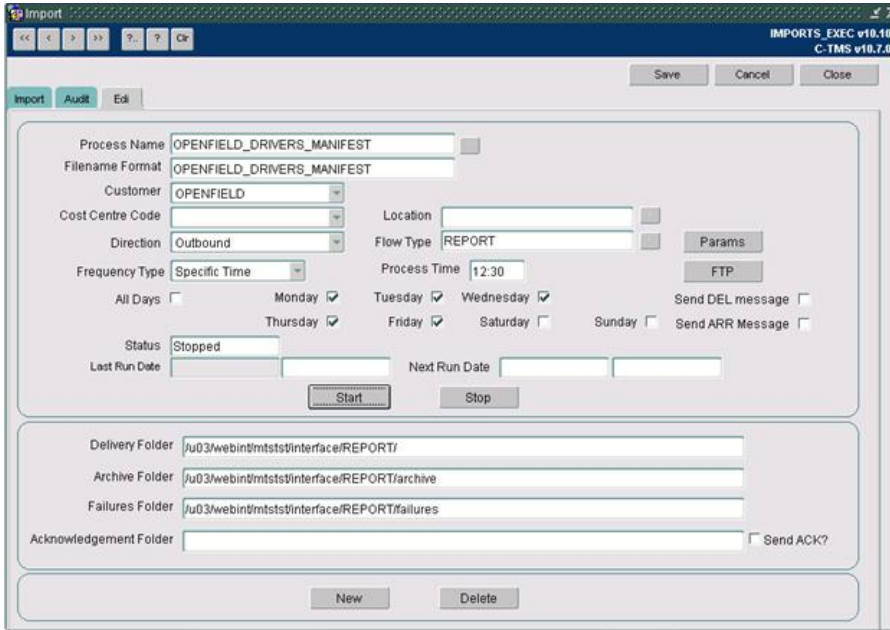 Import
<< < > >> ?.. ? Clr
IMPORTS_EXEC v10.10
C-TMS v10.7.0
Save Cancel Close
Import Audit Edi
Process Name OPENFIELD_DRIVERS_MANIFEST
Filename Format OPENFIELD_DRIVERS_MANIFEST
Customer OPENFIELD
Cost Centre Code Location
Direction Outbound Flow Type REPORT Params
Frequency Type Specific Time Process Time 12:30 FTP
All Days Monday Tuesday Wednesday Send DEL message
Thursday Friday Saturday Sunday Send ARR Message
Status Stopped
Last Run Date Next Run Date
Start Stop
Delivery Folder /u03/webint/mtstst/interface/REPORT/
Archive Folder /u03/webint/mtstst/interface/REPORT/archive
Failures Folder /u03/webint/mtstst/interface/REPORT/failures
Acknowledgement Folder Send ACK?
New Delete